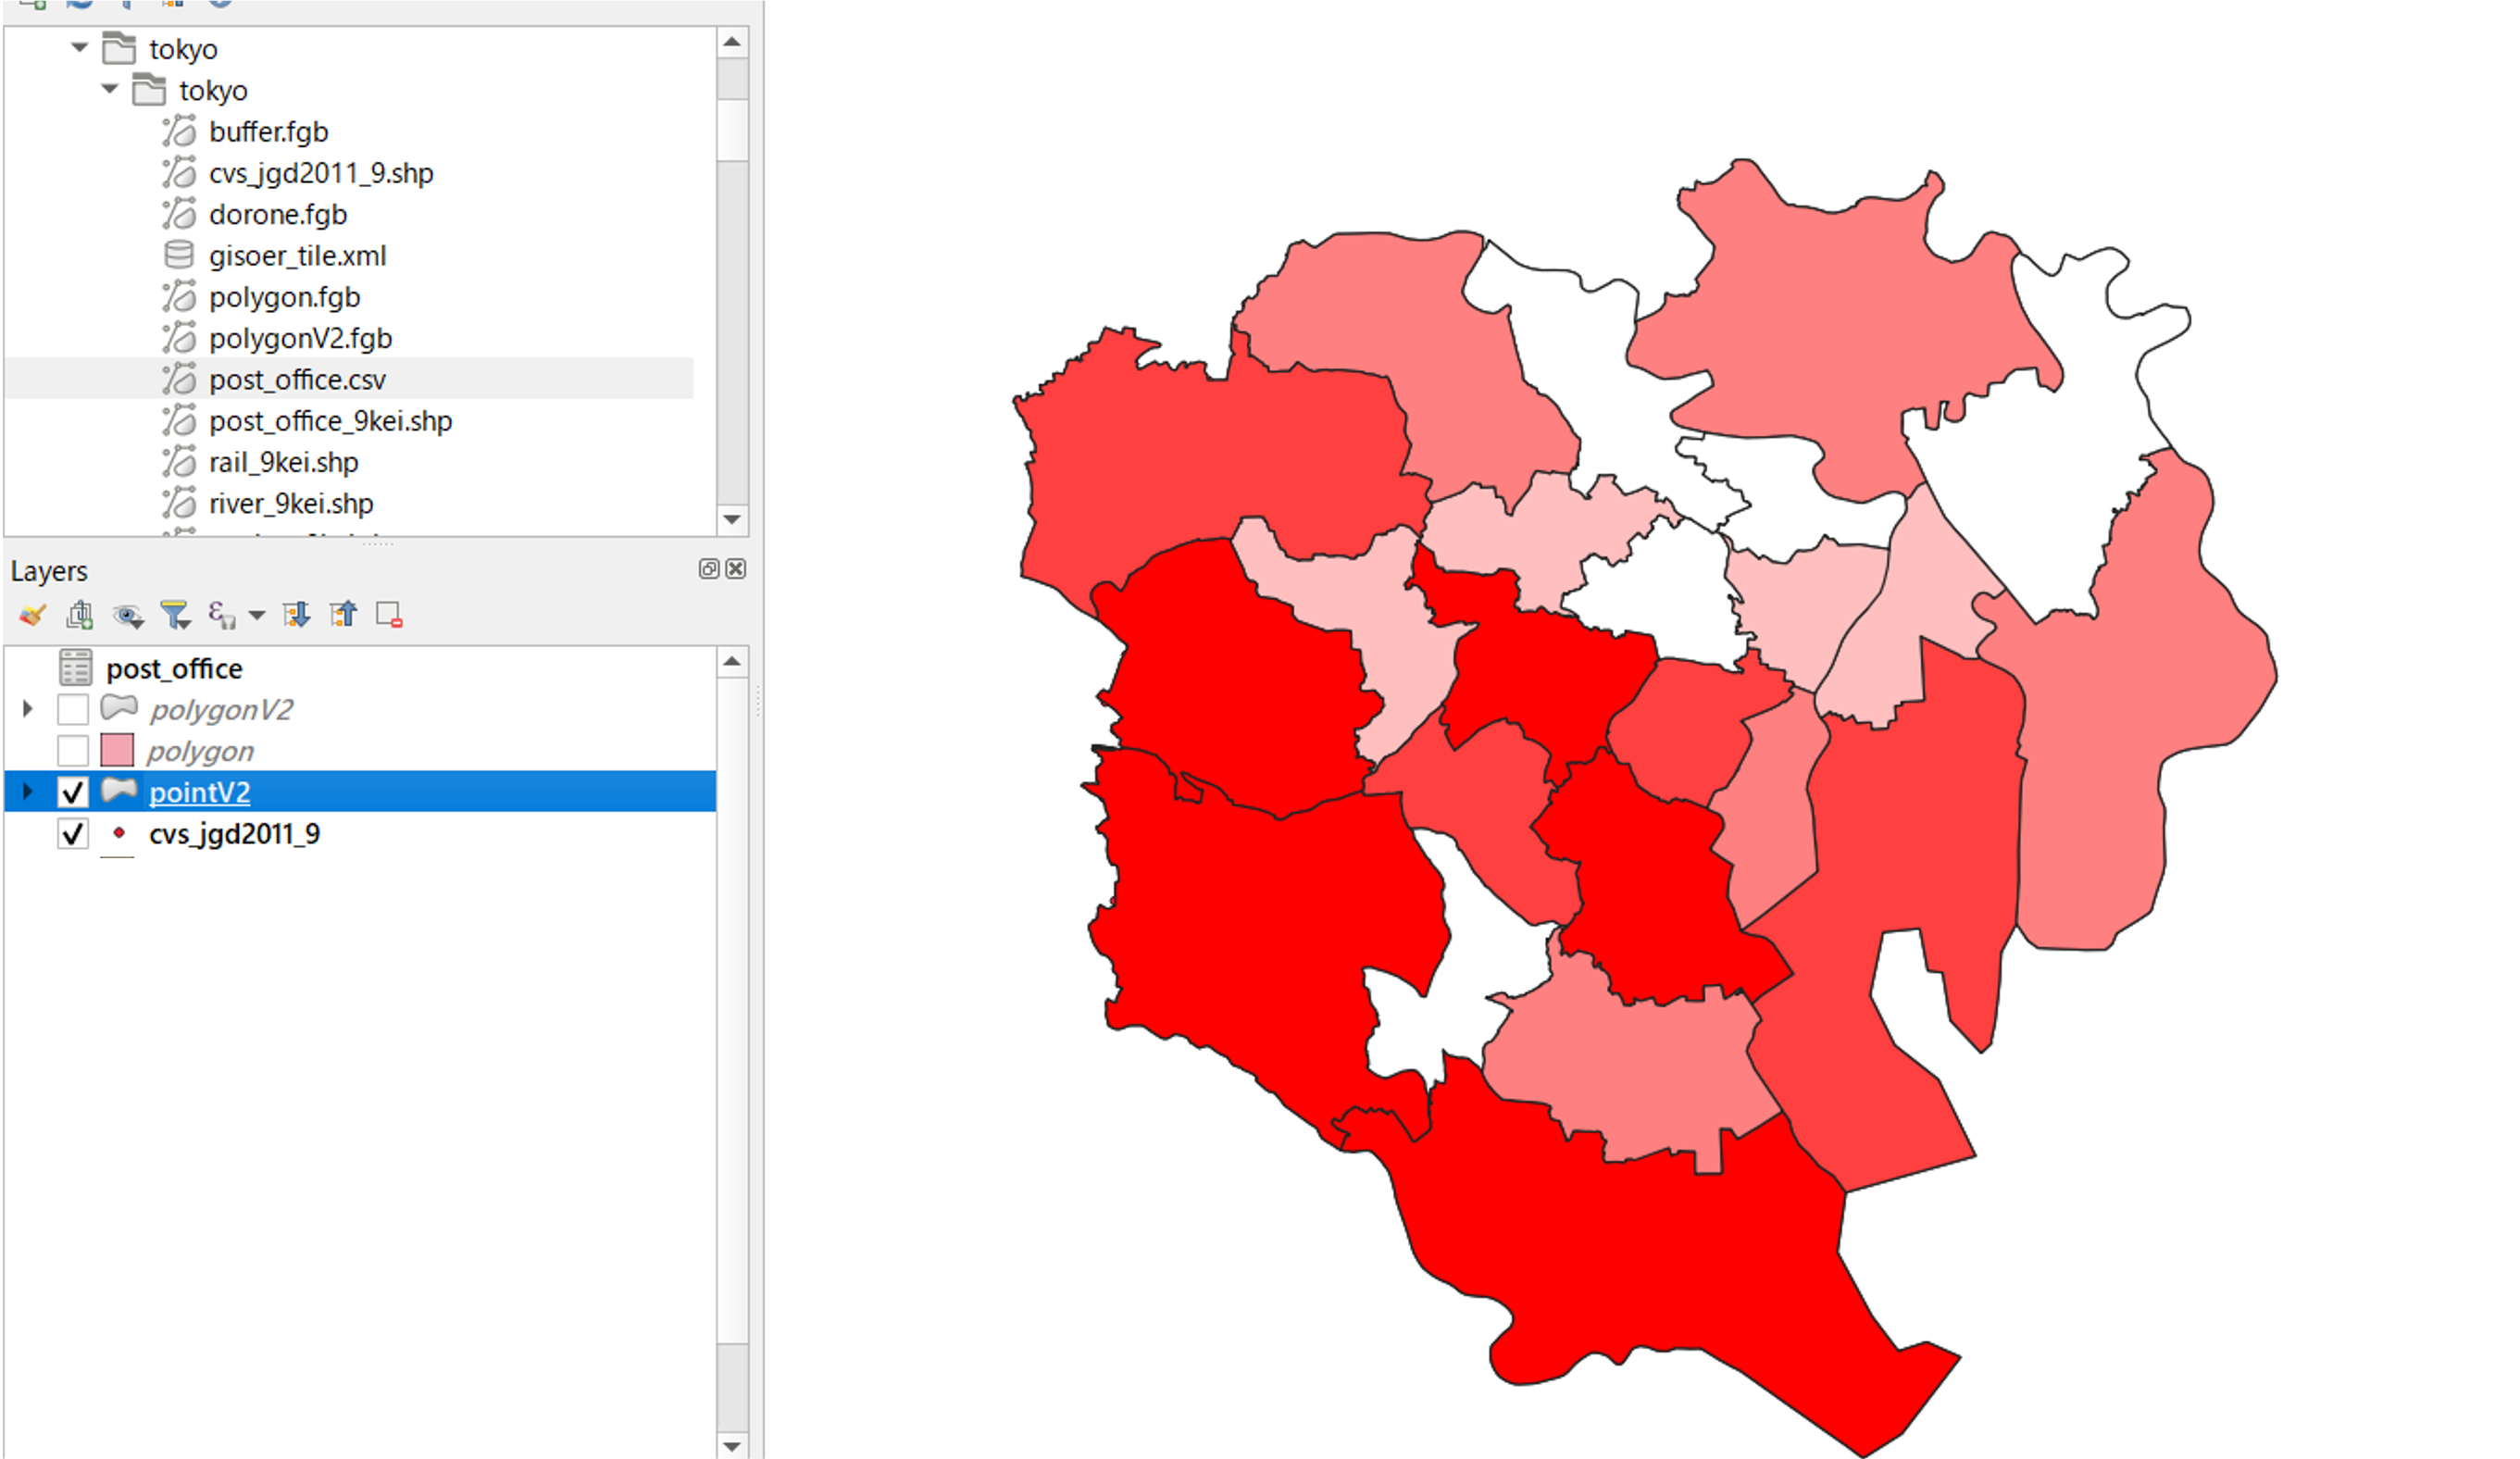 tokyo
tokyo
buffer.fgb
cvs_jgd2011_9.shp
dorone.fgb
gisoer_tile.xml
polygon.fgb
polygonV2.fgb
post_office.csv
post_office_9kei.shp
rail_9kei.shp
river_9kei.shp
Layers
post_office
polygonV2
polygon
pointV2
cvs_jgd2011_9